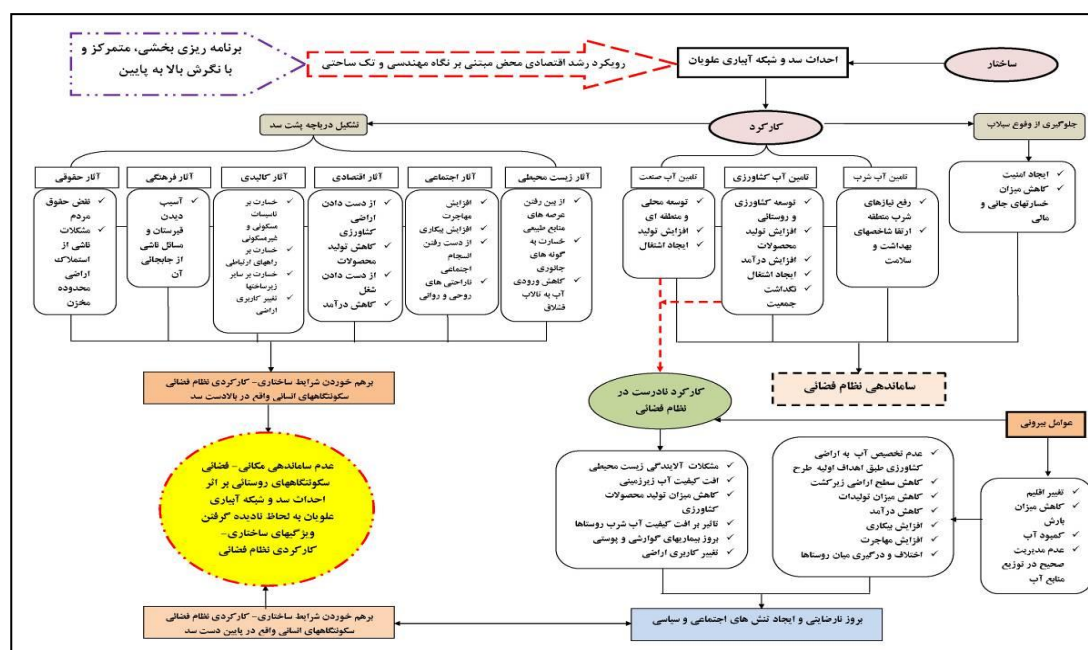 برنامه ریزی بخشی، متمرکز و
با نگرش بالا به پایین
رویکرد رشد اقتصادی محض مبتنی بر نگاه مهندسی و تک ساحتی
احداث سد و شبکه آبیاری علویان
ساختار
کارکرد
تشکیل دریاچه پشت سد
جلوگیری از وقوع سیلاب
✓ ایجاد امنیت
✓ کاهش میزان
خسارتهای جانی و
مالی
تامین آب شرب
✓ رفع نیازهای
شرب منطقه
✓ ارتقا شاخصهای
بهداشت و
سلامت
تامین آب کشاورزی
✓ توسعه کشاورزی
و روستائی
✓ افزایش تولید
محصولات
✓ افزایش درآمد
✓ ایجاد اشتغال
✓ نگداشت
جمعیت
تامین آب صنعت
✓ توسعه محلی
و منطقه ای
✓ افزایش تولید
✓ ایجاد اشتغال
آثار زیست محیطی
✓ از بین رفتن
عرصه های
منابع طبیعی
✓ خسارت به
گونه های
جانوری
✓ کاهش ورودی
آب به تالاب
قشلاق
آثار اجتماعی
✓ افزایش
مهاجرت
✓ افزایش بیکاری
✓ از دست رفتن
انسجام
اجتماعی
✓ ناراحتی های
روحی و روانی
آثار اقتصادی
✓ از دست دادن
اراضی
کشاورزی
✓ کاهش تولید
محصولات
✓ از دست دادن
شغل
✓ کاهش درآمد
آثار کالبدی
✓ خسارت بر
تاسیسات
مسکونی و
غیرمسکونی
✓ خسارت بر
راههای ارتباطی
✓ خسارت بر سایر
زیرساختها
✓ تغییر کاربری
اراضی
آثار فرهنگی
✓ آسیب
دیدن
قبرستان و
مسائل ناشی
از جابجائی
آن
آثار حقوقی
✓ نقض حقوق
مردم
✓ مشکلات
ناشی از
استملاک
اراضی
محدوده
مخزن
برهم خوردن شرایط ساختاری- کارکردی نظام فضائی
سکونتگاههای انسانی واقع در بالادست سد
ساماندهی نظام فضائی
کارکرد نادرست در
نظام فضائی
عوامل بیرونی
✓ تغییر اقلیم
✓ کاهش میزان
بارش
✓ کمبود آب
✓ عدم مدیریت
صحیح در توزیع
منابع آب
✓ عدم تخصیص آب به اراضی
کشاورزی طبق اهداف اولیه طرح
✓ کاهش سطح اراضی زیرکشت
✓ کاهش میزان تولیدات
✓ کاهش درآمد
✓ افزایش بیکاری
✓ افزایش مهاجرت
✓ اختلاف و درگیری میان روستاها
✓ مشکلات آلایندگی زیست محیطی
✓ افت کیفیت آب زیرزمینی
✓ کاهش میزان تولید محصولات
کشاورزی
✓ تاثیر بر افت کیفیت آب شرب روستاها
✓ بروز بیماریهای گوارشی و پوستی
✓ تغییر کاربری اراضی
عدم ساماندهی مکانی- فضائی
سکونتگاههای روستائی بر اثر
احداث سد و شبکه آبیاری
علویان به لحاظ نادیده گرفتن
ویژگیهای ساختاری-
کارکردی نظام فضائی
بروز نارضایتی و ایجاد تنش های اجتماعی و سیاسی
برهم خوردن شرایط ساختاری- کارکردی نظام فضائی
سکونتگاههای انسانی واقع در پایین دست سد